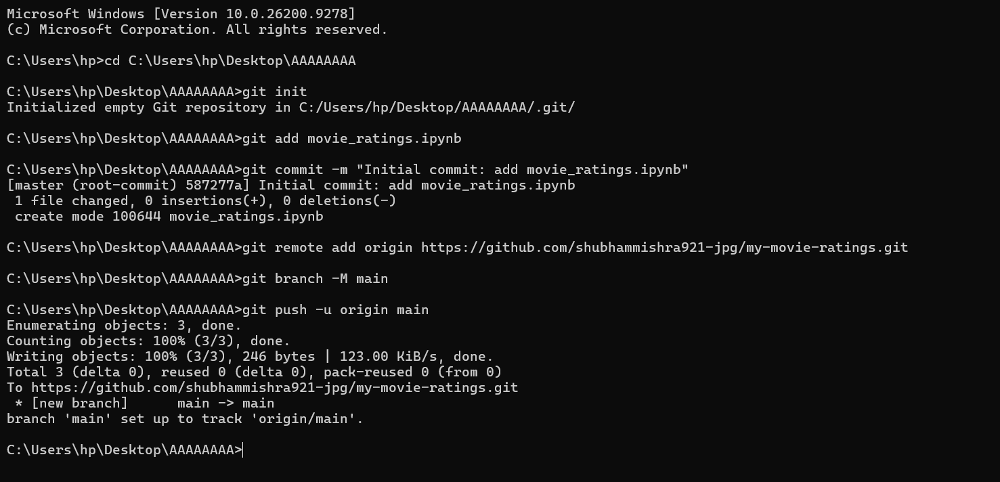 Microsoft Windows [Version 10.0.26200.9278]
(c) Microsoft Corporation. All rights reserved.
C:\Users\hp>cd C:\Users\hp\Desktop\AAAAAAAA
C:\Users\hp\Desktop\AAAAAAAA>git init
Initialized empty Git repository in C:/Users/hp/Desktop/AAAAAAAA/.git/
C:\Users\hp\Desktop\AAAAAAAA>git add movie_ratings.ipynb
C:\Users\hp\Desktop\AAAAAAAA>git commit -m "Initial commit: add movie_ratings.ipynb"
[master (root-commit) 587277a] Initial commit: add movie_ratings.ipynb
 1 file changed, 0 insertions(+), 0 deletions(-)
 create mode 100644 movie_ratings.ipynb
C:\Users\hp\Desktop\AAAAAAAA>git remote add origin https://github.com/shubhammishra921-jpg/my-movie-ratings.git
C:\Users\hp\Desktop\AAAAAAAA>git branch -M main
C:\Users\hp\Desktop\AAAAAAAA>git push -u origin main
Enumerating objects: 3, done.
Counting objects: 100% (3/3), done.
Writing objects: 100% (3/3), 246 bytes | 123.00 KiB/s, done.
Total 3 (delta 0), reused 0 (delta 0), pack-reused 0 (from 0)
To https://github.com/shubhammishra921-jpg/my-movie-ratings.git
 * [new branch]      main -> main
branch 'main' set up to track 'origin/main'.
C:\Users\hp\Desktop\AAAAAAAA>